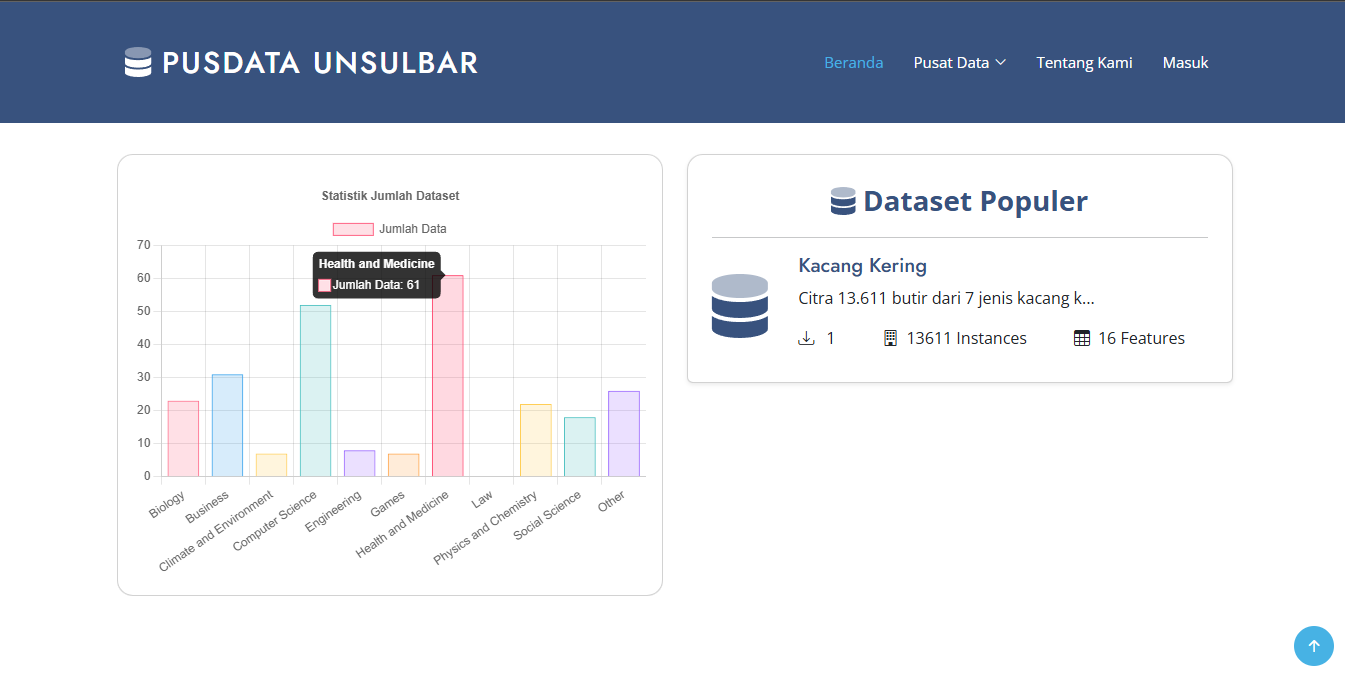 PUSDATA UNSULBAR
Beranda
Pusat Data
Tentang Kami
Masuk
Statistik Jumlah Dataset
Jumlah Data
70
60
50
40
30
20
10
0
Health and Medicine
Jumlah Data: 61
Biology
Business
Climate and Environment
Computer Science
Engineering
Games
Health and Medicine
Law
Physics and Chemistry
Social Science
Other
Dataset Populer
Kacang Kering
Citra 13.611 butir dari 7 jenis kacang k...
1
13611 Instances
16 Features